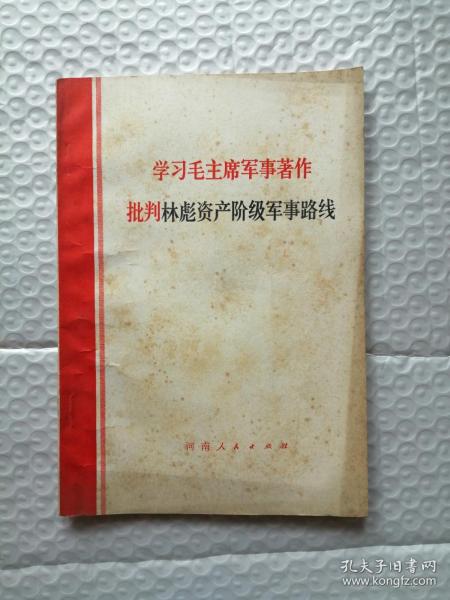 学习毛主席军事著作
批判林彪资产阶级军事路线
河南人民出版社
孔夫子旧书网
www.kongfz.com